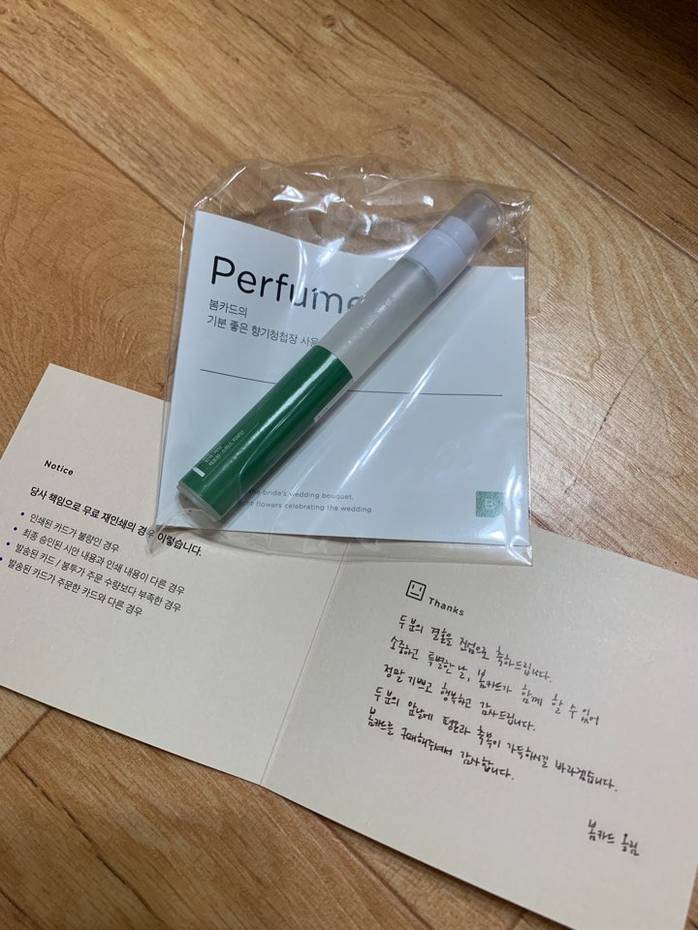 Perfume
봄카드의
기분 좋은 향기청첩장 사용
bride's wedding bouquet.
flowers celebrating the wedding.
B
Notice
당사 책임으로 무료 재인쇄의 경우 이렇습니다.
• 인쇄된 카드가 불량인 경우
• 최종 승인된 시안 내용과 인쇄 내용이 다른 경우
• 발송된 카드 / 봉투가 주문 수량보다 부족한 경우
• 발송된 카드가 주문한 카드와 다른 경우
Thanks
두 분의 결혼을 진심으로 축하드립니다.
소중하고 특별한 날, 봄카드가 함께 할 수 있어
정말 기쁘고 행복하고 감사드립니다.
두 분의 앞날에 평온과 축복이 가득하시길 바라겠습니다.
봄카드를 구매해주셔서 감사합니다.
봄카드 올림